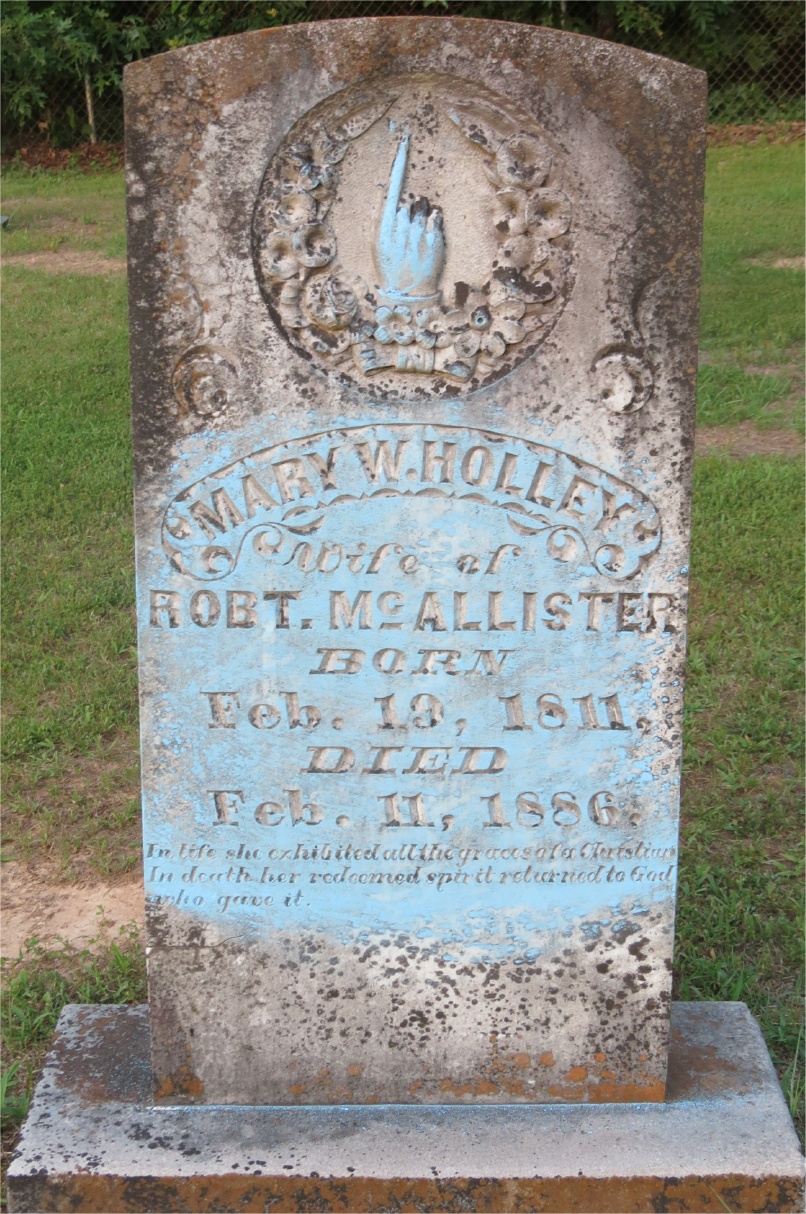 MARY W. HOLLEY
Wife of
ROBT. McALLISTER
BORN
Feb. 19, 1811,
DIED
Feb. 11, 1886.
In life she exhibited all the graces of a Christian
In death her redeemed spirit returned to God
who gave it.